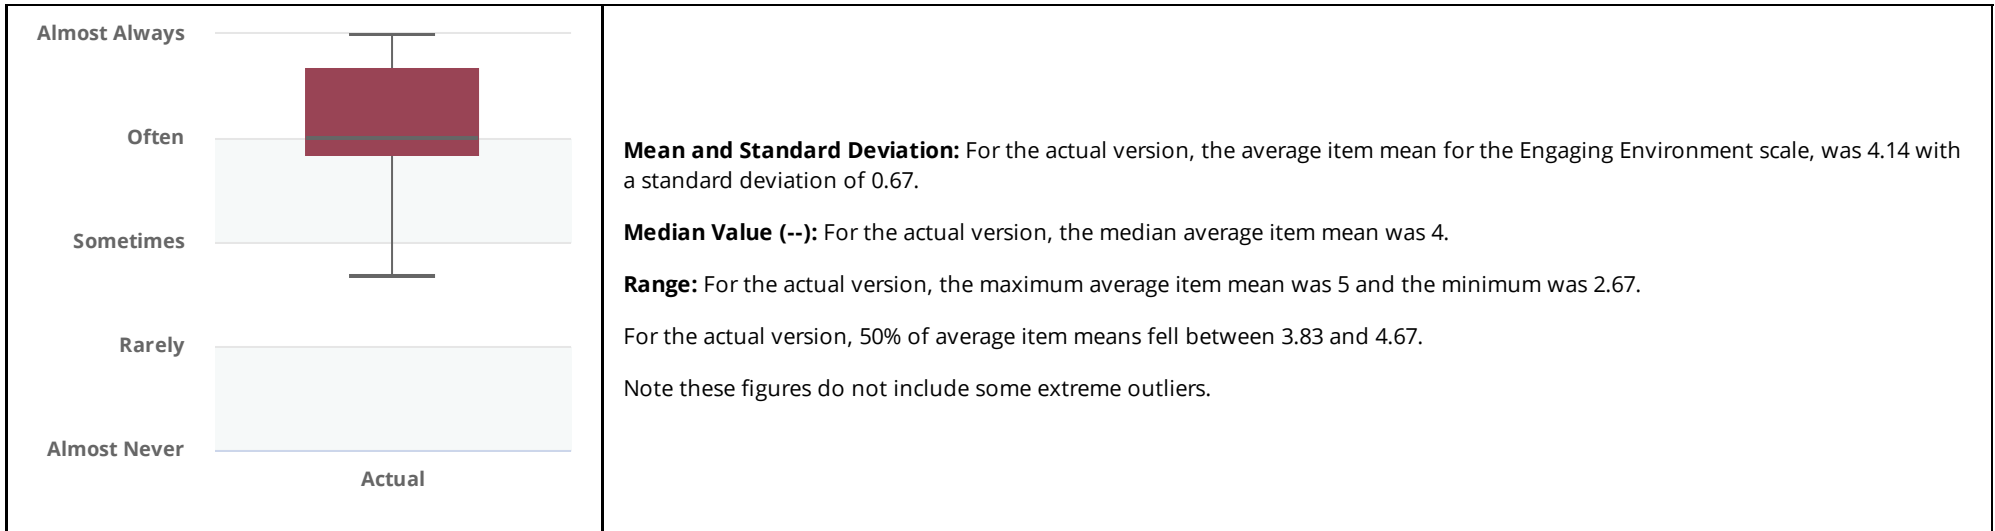 Almost Always
Often
Sometimes
Rarely
Almost Never
Actual
Mean and Standard Deviation: For the actual version, the average item mean for the Engaging Environment scale, was 4.14 with
a standard deviation of 0.67.
Median Value (--): For the actual version, the median average item mean was 4.
Range: For the actual version, the maximum average item mean was 5 and the minimum was 2.67.
For the actual version, 50% of average item means fell between 3.83 and 4.67.
Note these figures do not include some extreme outliers.